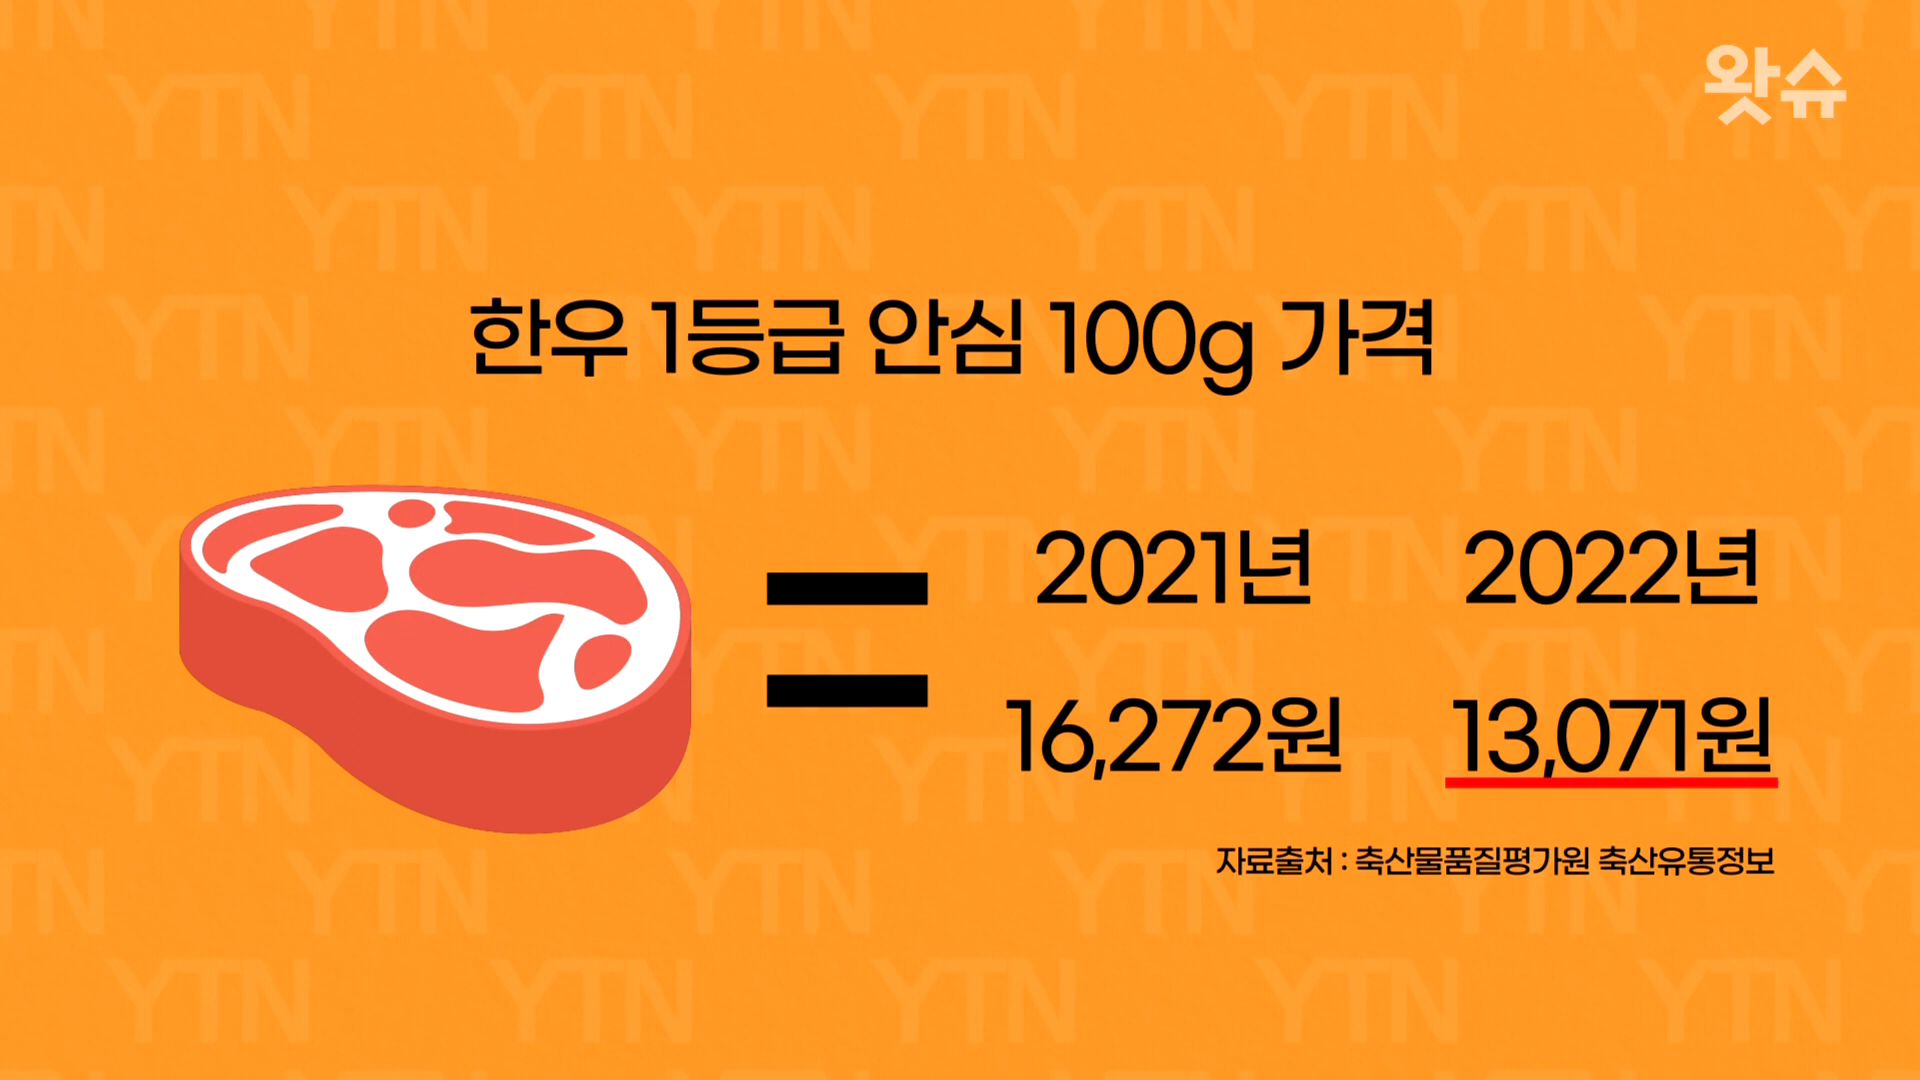 왓슈
한우 1등급 안심 100g 가격
2021년 2022년
16,272원 13,071원
자료출처 : 축산물품질평가원 축산유통정보
YTN